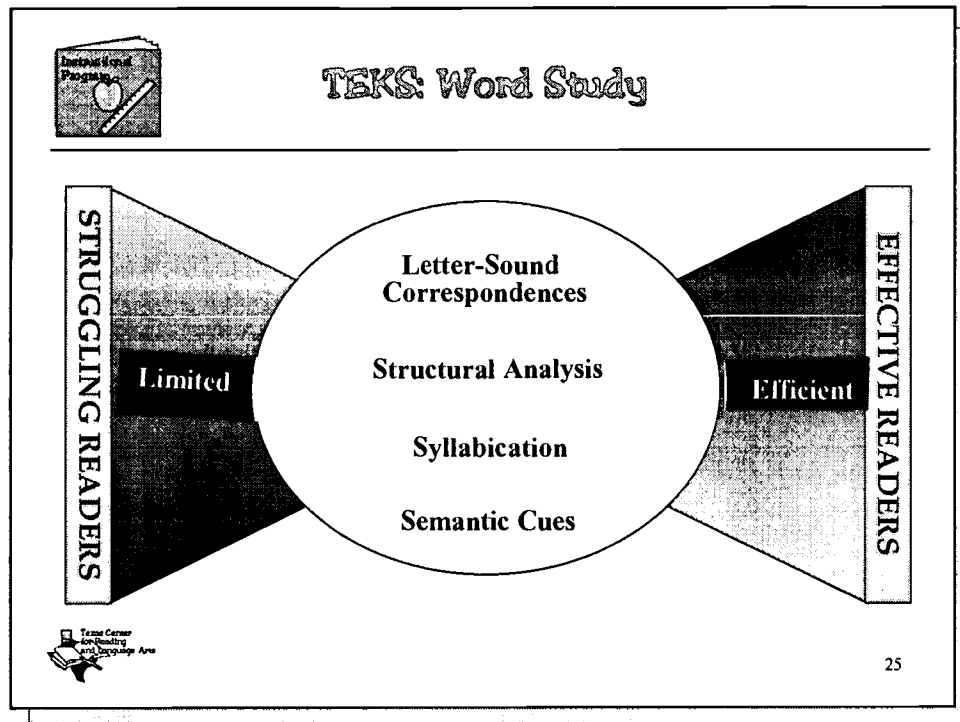 Instructional
Program
TEKS: Word Study
STRUGGLING READERS
Limited
Letter-Sound
Correspondences
Structural Analysis
Syllabication
Semantic Cues
Efficient
EFFECTIVE READERS
Texas Center
for Reading
and Language Arts
25